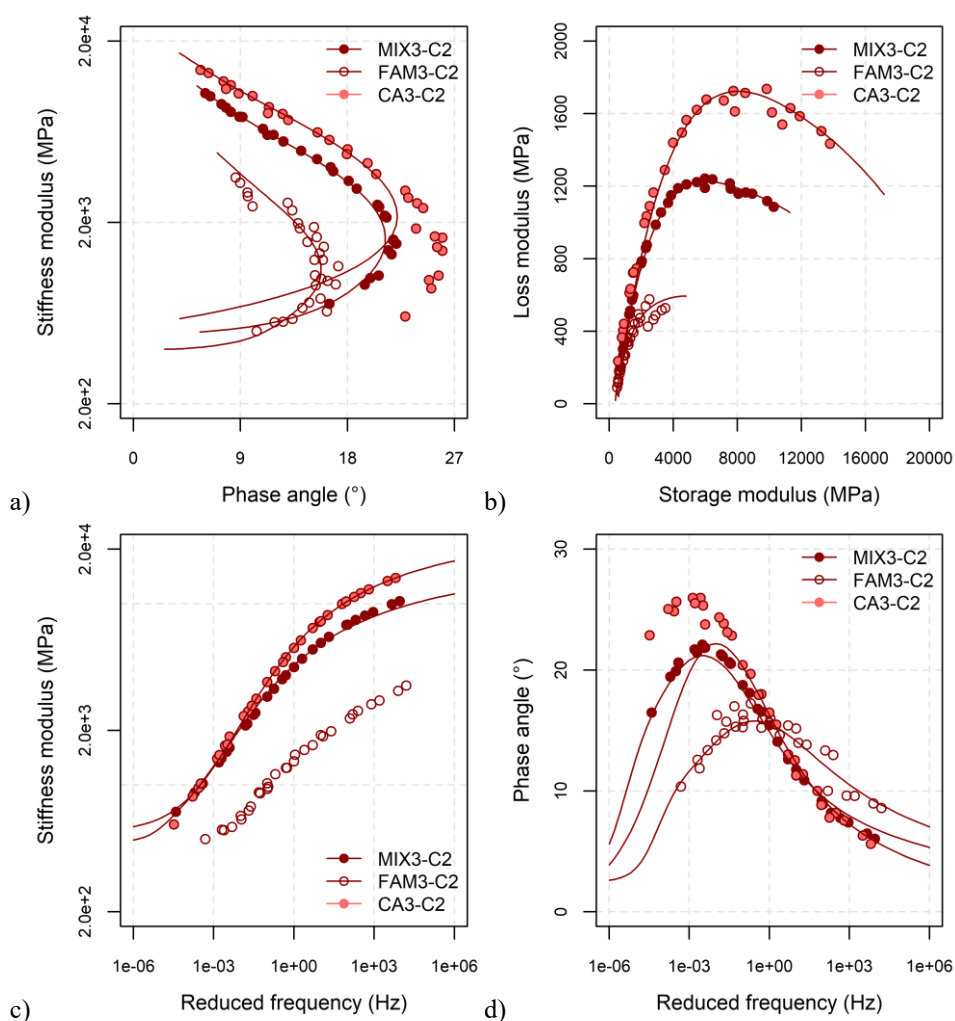 2.0e+4
2.0e+3
2.0e+2
Stiffness modulus (MPa)
MIX3-C2
FAM3-C2
CA3-C2
0 9 18 27
Phase angle (°)
a)
2000
1600
1200
800
400
0
Loss modulus (MPa)
MIX3-C2
FAM3-C2
CA3-C2
0 4000 8000 12000 16000 20000
Storage modulus (MPa)
b)
2.0e+4
2.0e+3
2.0e+2
Stiffness modulus (MPa)
MIX3-C2
FAM3-C2
CA3-C2
1e-06 1e-03 1e+00 1e+03 1e+06
Reduced frequency (Hz)
c)
30
20
10
0
Phase angle (°)
MIX3-C2
FAM3-C2
CA3-C2
1e-06 1e-03 1e+00 1e+03 1e+06
Reduced frequency (Hz)
d)